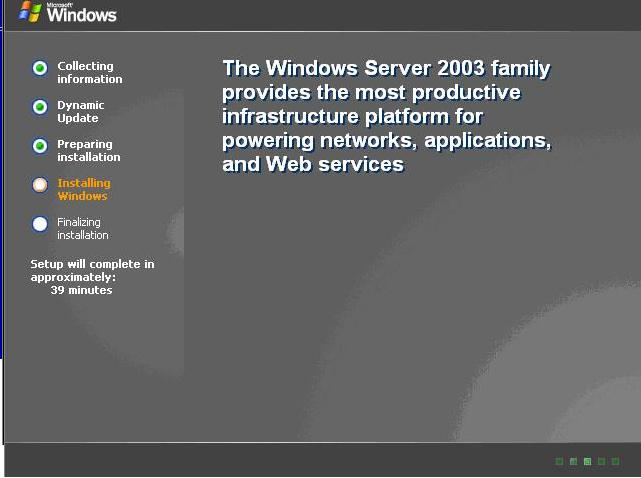 Microsoft
Windows
Collecting
information
Dynamic
Update
Preparing
installation
Installing
Windows
Finalizing
installation
Setup will complete in
approximately:
39 minutes
The Windows Server 2003 family
provides the most productive
infrastructure platform for
powering networks, applications,
and Web services